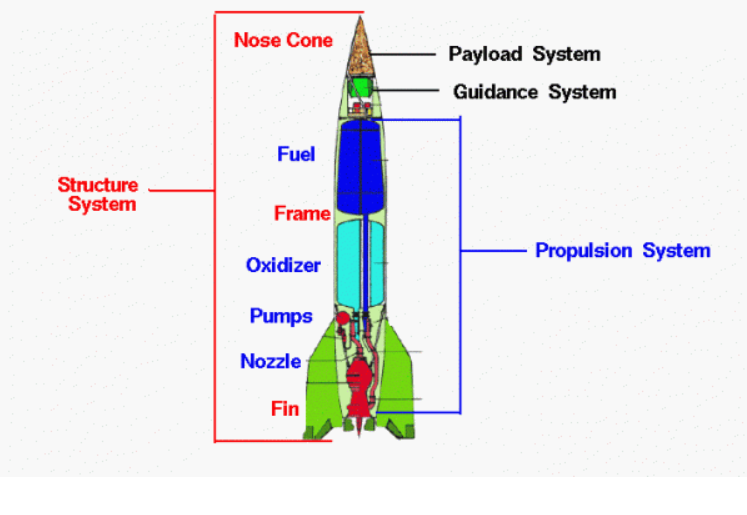 Nose Cone
Payload System
Guidance System
Fuel
Structure
System
Frame
Propulsion System
Oxidizer
Pumps
Nozzle
Fin